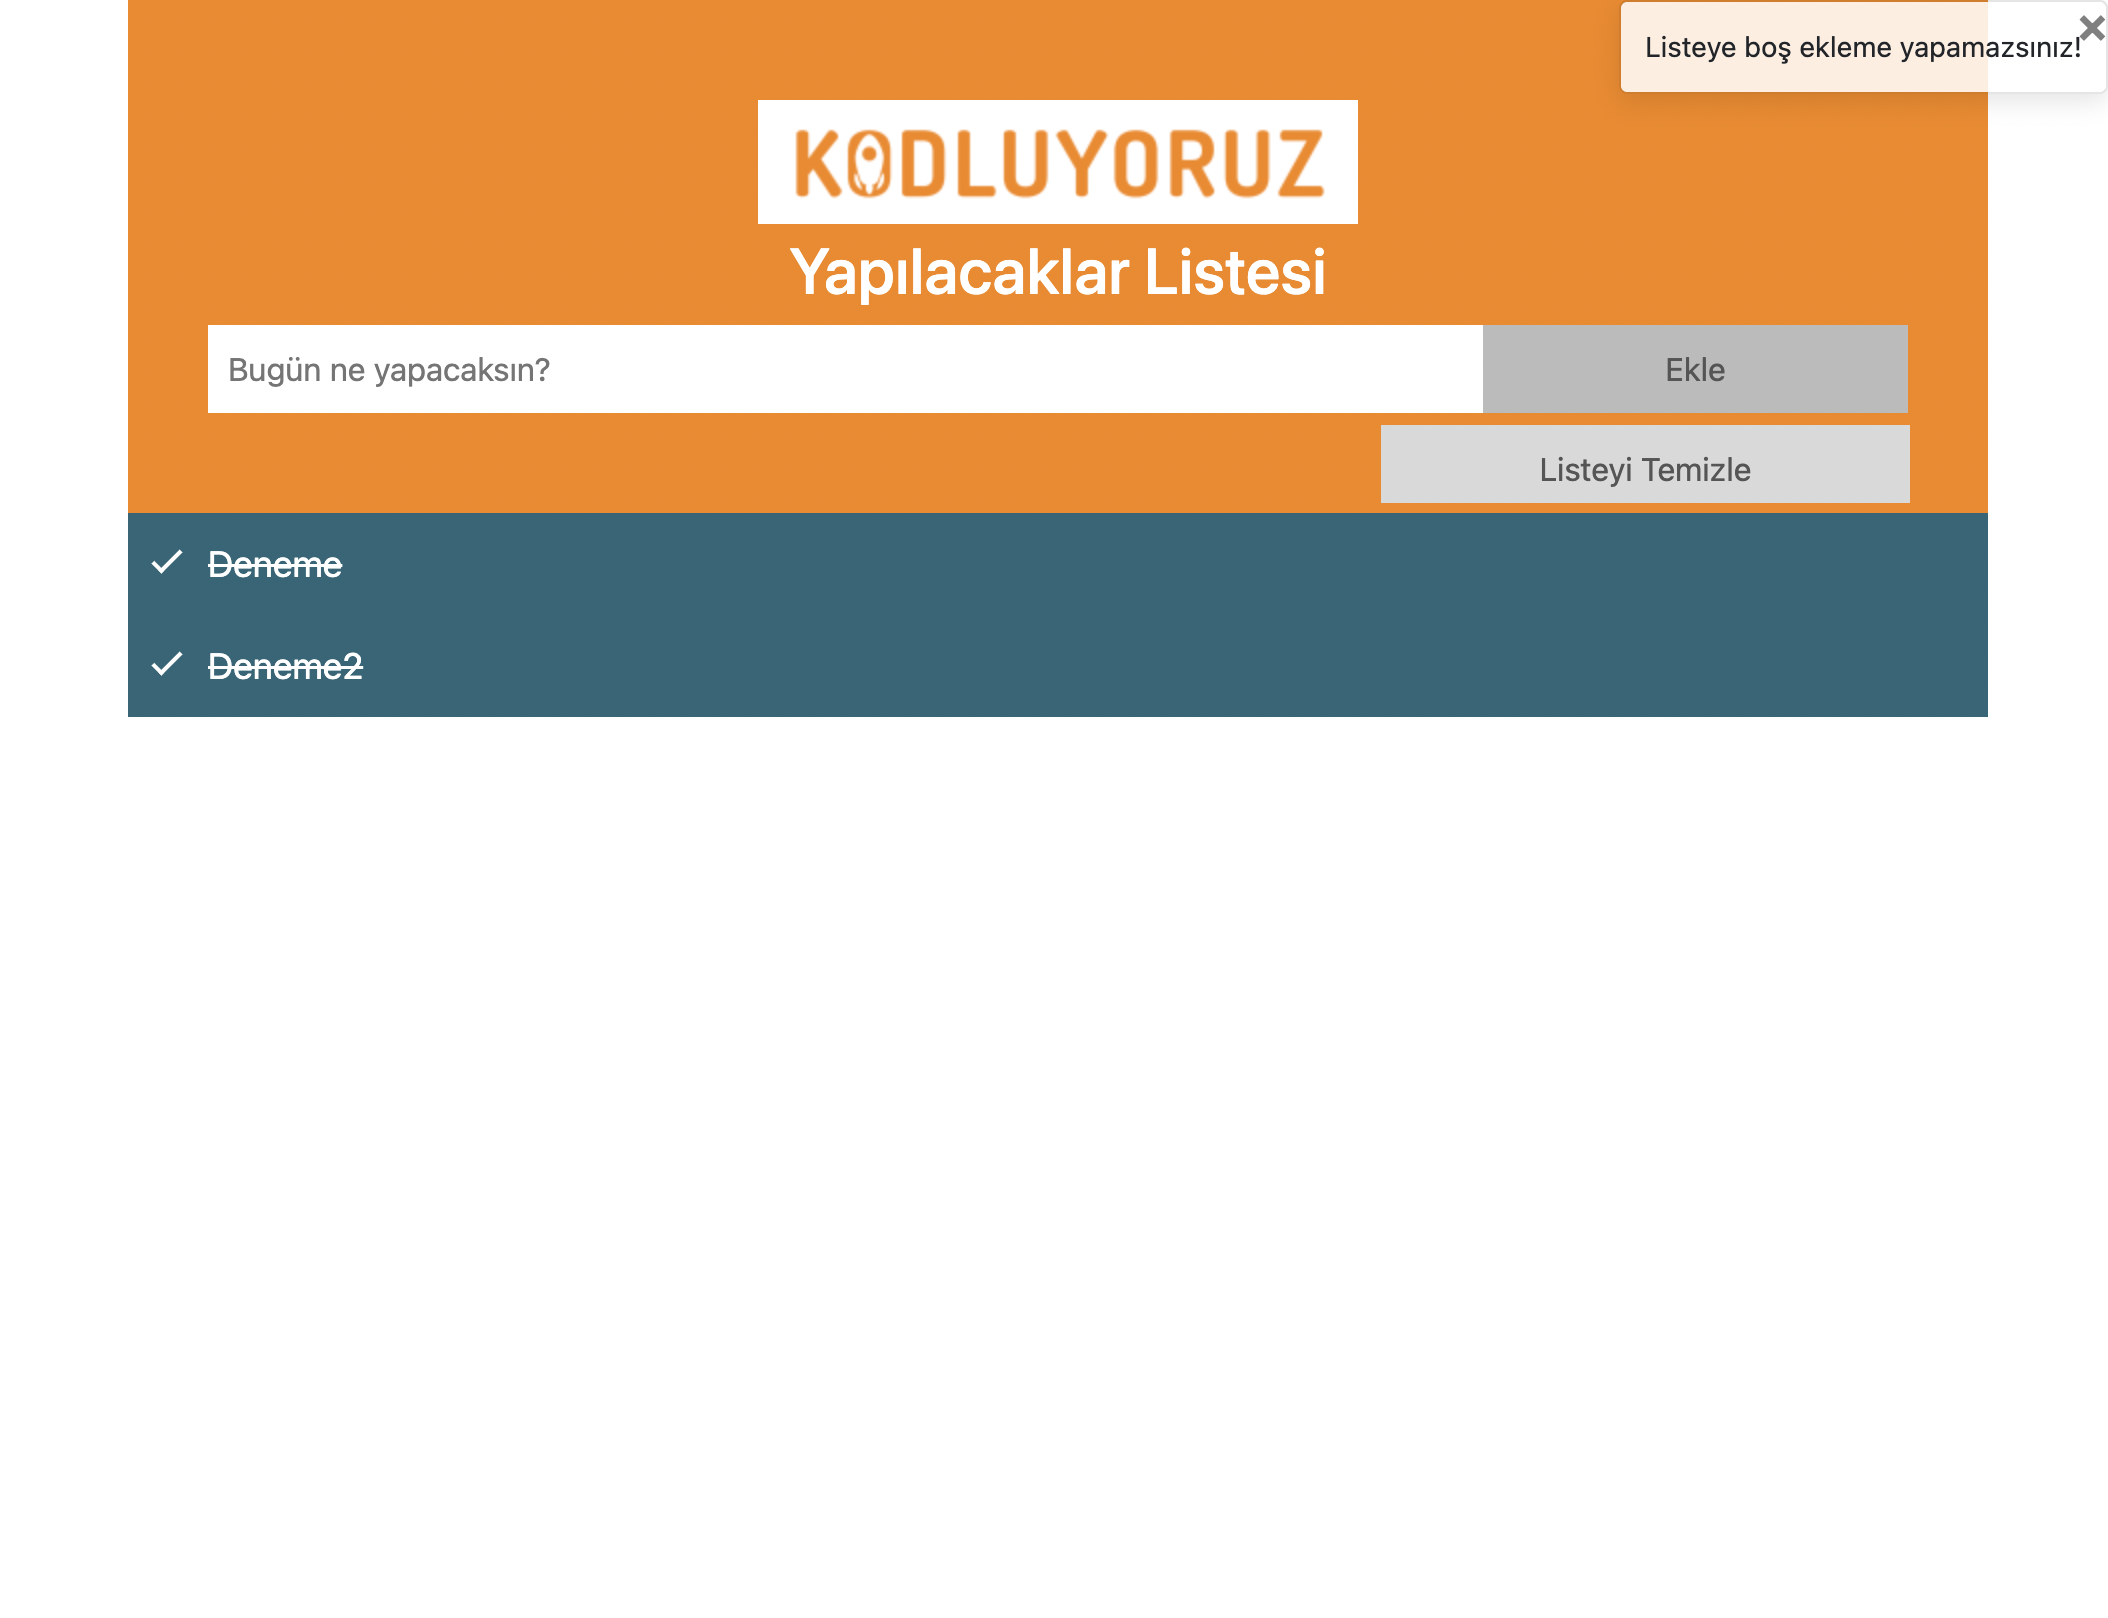 Listeye boş ekleme yapamazsınız!
KODLUYORUZ
Yapılacaklar Listesi
Bugün ne yapacaksın?
Ekle
Listeyi Temizle
Deneme
Deneme2